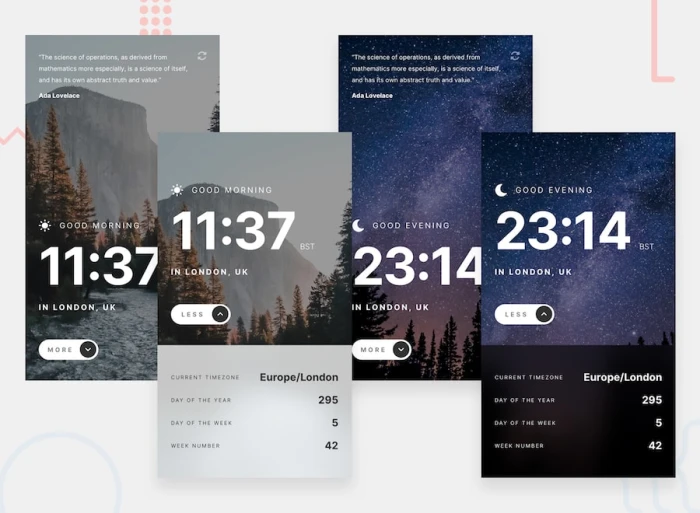 "The science of operations, as derived from
mathematics more especially, is a science of itself,
and has its own abstract truth and value."
Ada Lovelace
GOOD MORNING
11:37
IN LONDON, UK
MORE
GOOD MORNING
11:37 BST
IN LONDON, UK
LESS
CURRENT TIMEZONE Europe/London
DAY OF THE YEAR 295
DAY OF THE WEEK 5
WEEK NUMBER 42
"The science of operations, as derived from
mathematics more especially, is a science of itself,
and has its own abstract truth and value."
Ada Lovelace
GOOD EVENING
23:14
IN LONDON, UK
MORE
GOOD EVENING
23:14 BST
IN LONDON, UK
LESS
CURRENT TIMEZONE Europe/London
DAY OF THE YEAR 295
DAY OF THE WEEK 5
WEEK NUMBER 42